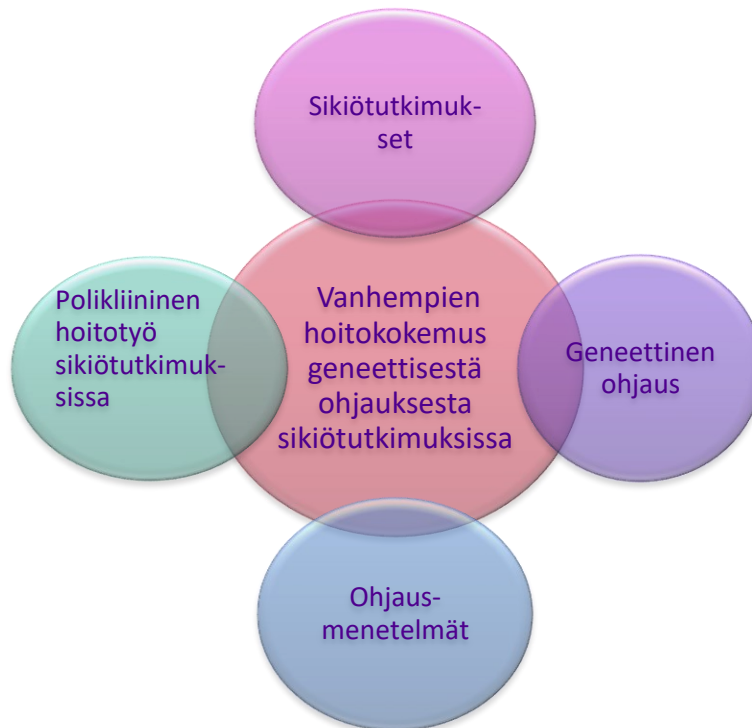 Sikiötutkimuk-
set
Polikliininen
hoitotyö
sikiötutkimuk-
sissa
Vanhempien
hoitokokemus
geneettisestä
ohjauksesta
sikiötutkimuksissa
Geneettinen
ohjaus
Ohjaus-
menetelmät